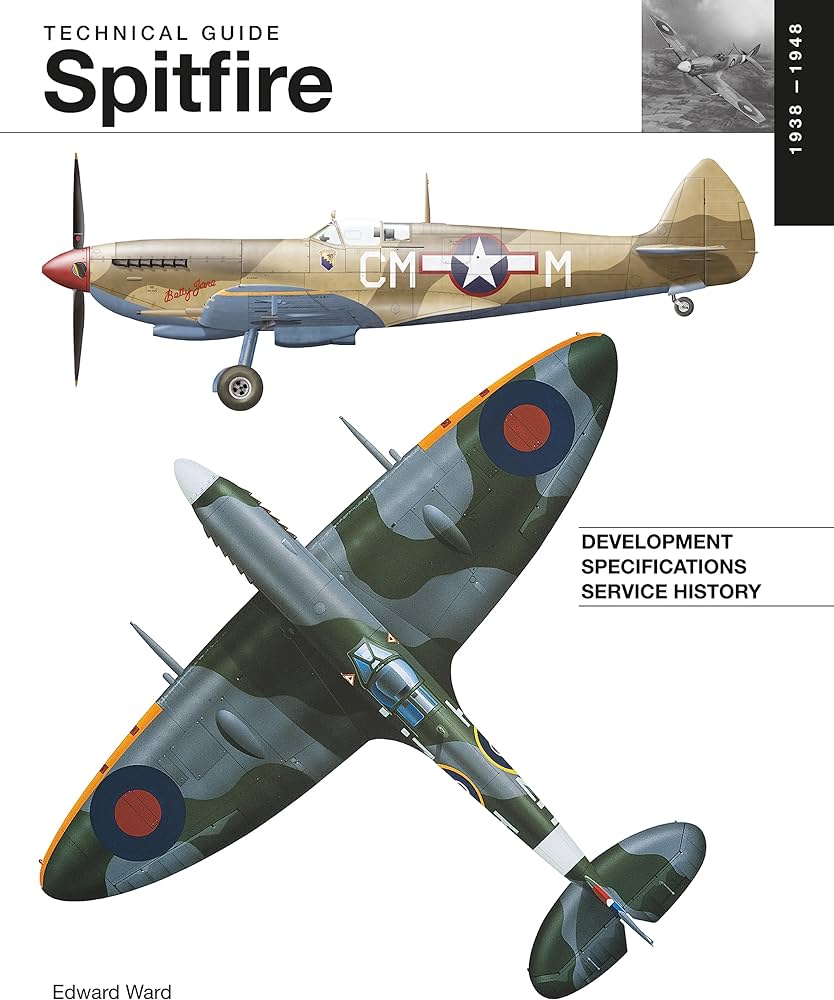 TECHNICAL GUIDE
Spitfire
1938 – 1948
Betty Jane
CM
M
DEVELOPMENT
SPECIFICATIONS
SERVICE HISTORY
Edward Ward